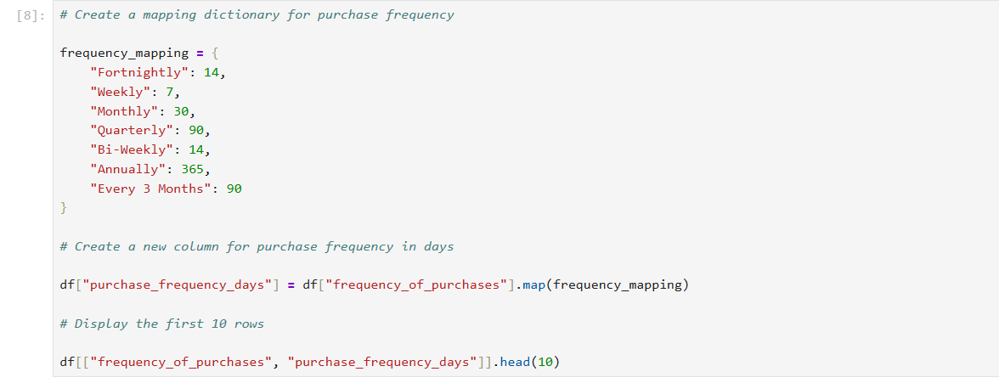 [8]: # Create a mapping dictionary for purchase frequency
frequency_mapping = {
    "Fortnightly": 14,
    "Weekly": 7,
    "Monthly": 30,
    "Quarterly": 90,
    "Bi-Weekly": 14,
    "Annually": 365,
    "Every 3 Months": 90
}
# Create a new column for purchase frequency in days
df["purchase_frequency_days"] = df["frequency_of_purchases"].map(frequency_mapping)
# Display the first 10 rows
df[["frequency_of_purchases", "purchase_frequency_days"]].head(10)